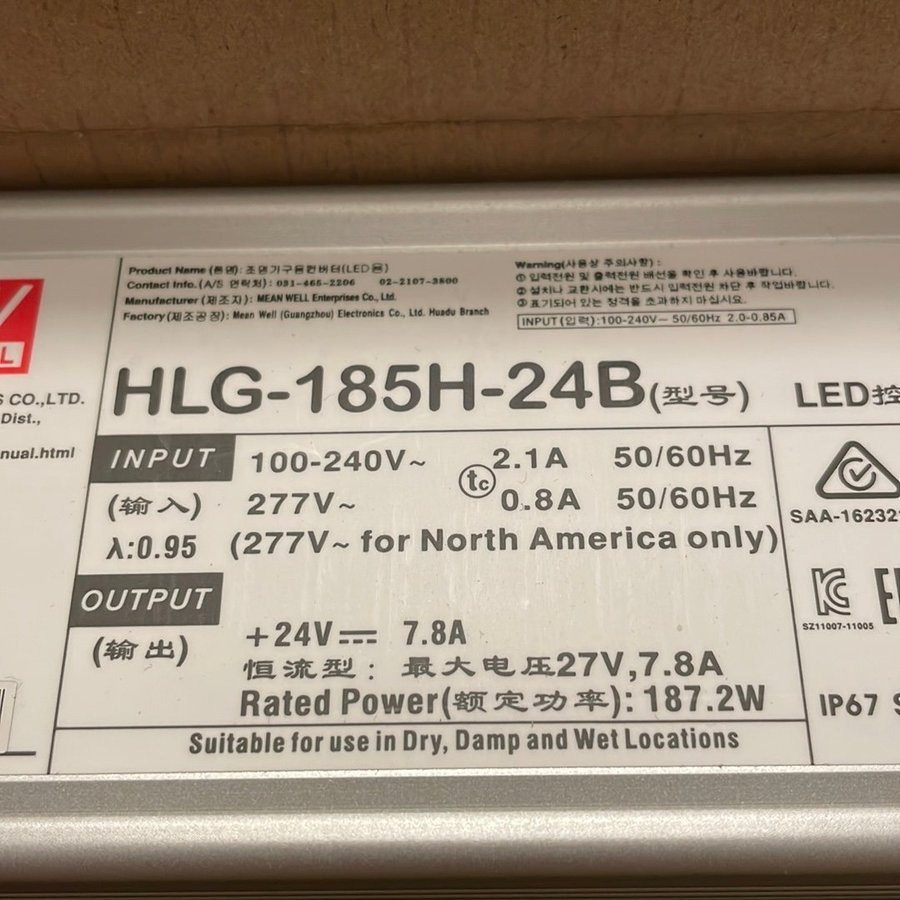 Product Name (톤뎀): 조뎬기구용컨버터(LED용)
Contact Info.(A/S 면락처): 031-465-2206 02-2107-3800
Manufacturer (제조자): MEAN WELL Enterprises Co., Ltd.
Factory(제조공장): Mean Well (Guangzhou) Electronics Co., Ltd. Huadu Branch
Warning(사용상 주의사항) :
① 입력전원 및 출력전원 배선을 확인 후 사용바합니다.
② 설치나 교환시에는 반드시 입력전원 차단 후 작업바합니다.
③ 표기되어 있는 정격을 초과하지 마십시요.
INPUT(입력):100-240V~ 50/60Hz 2.0-0.85A
L
S CO.,LTD.
Dist.,
nual.html
HLG-185H-24B(型号) LED控
INPUT 100-240V~ 2.1A 50/60Hz
(输入) 277V~ tc 0.8A 50/60Hz
λ:0.95 (277V~ for North America only)
OUTPUT
(输出) +24V 7.8A
恒流型: 最大电压27V,7.8A
Rated Power(额定功率): 187.2W
Suitable for use in Dry, Damp and Wet Locations
SAA-16232
SZ11007-11005
IP67 S